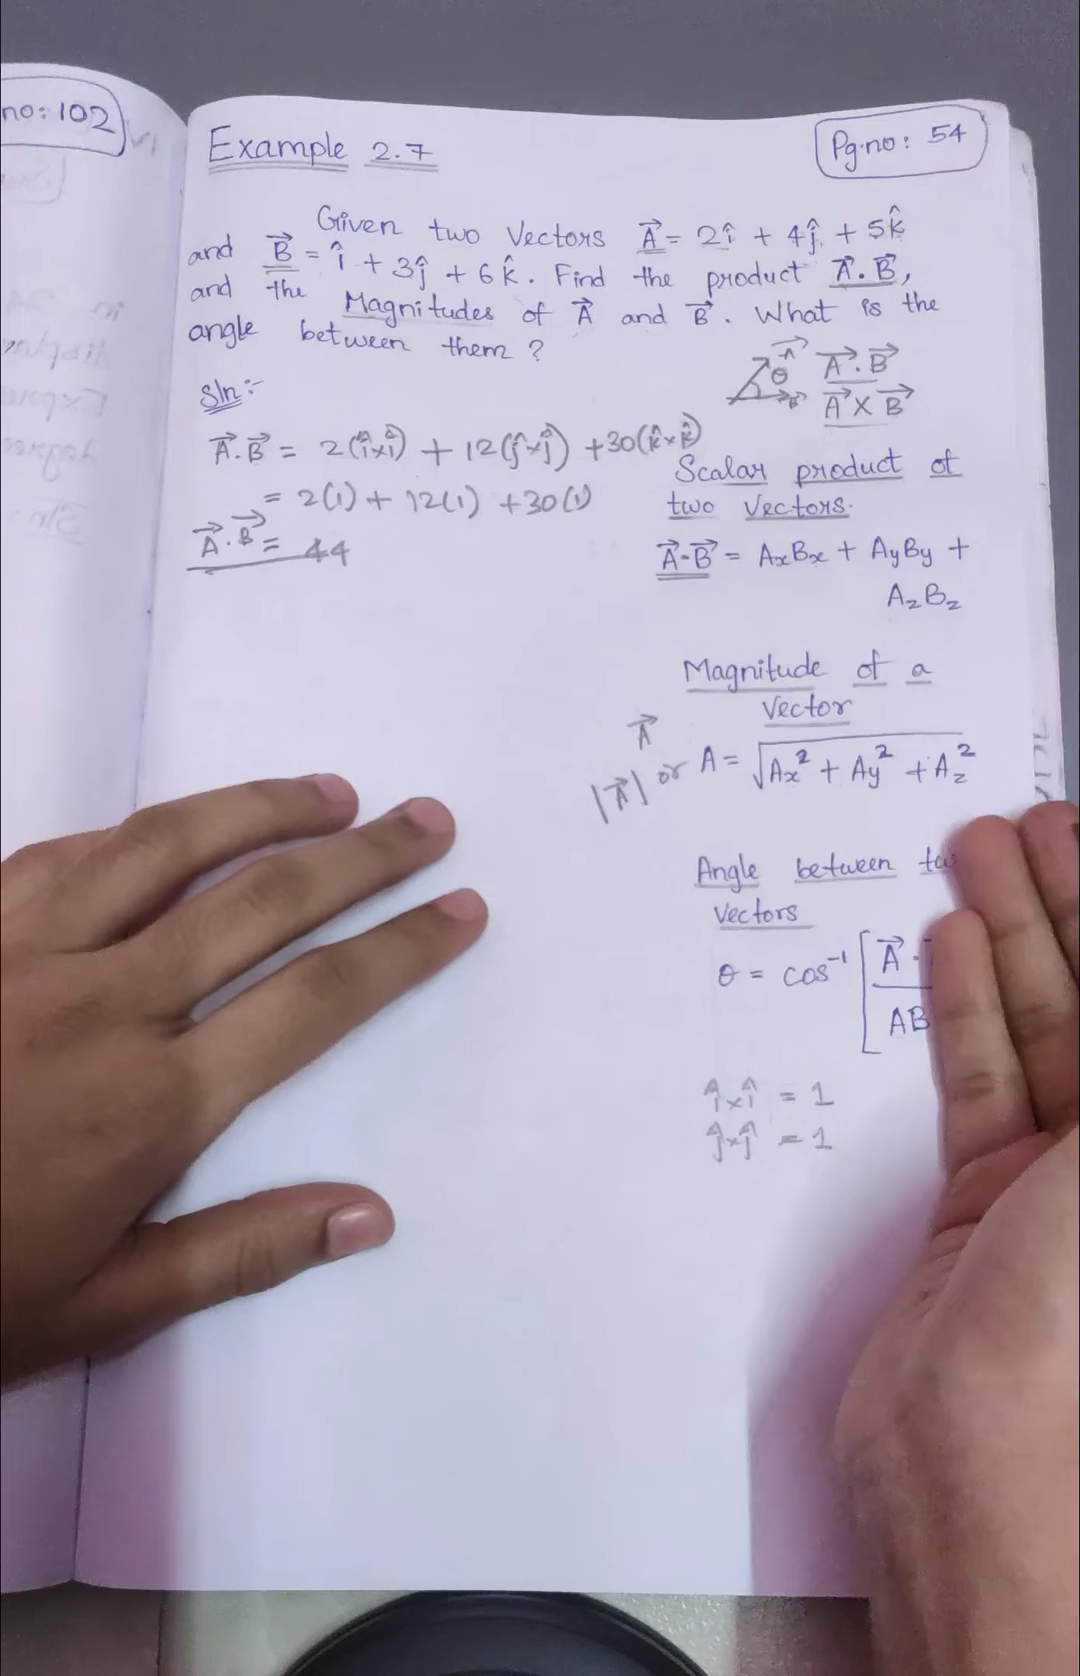 no: 102
Example 2.7
Pg.no: 54
Given two Vectors A⃗ = 2î + 4ĵ + 5k̂
and B⃗ = î + 3ĵ + 6k̂. Find the product A⃗.B⃗,
and the Magnitudes of A⃗ and B⃗. What is the
angle between them?
Sln:-
A⃗ θ B⃗
A⃗.B⃗
A⃗ × B⃗
A⃗.B⃗ = 2(î×î) + 12(ĵ×ĵ) + 30(k̂×k̂)
= 2(1) + 12(1) + 30(1)
A⃗.B⃗ = 44
Scalar product of
two Vectors.
A⃗.B⃗ = AxBx + AyBy +
AzBz
Magnitude of a
Vector
A⃗
|A⃗| or A = √Ax² + Ay² + Az²
Angle between
Vectors
θ = cos⁻¹ [A⃗.
AB
î×î = 1
ĵ×ĵ = 1